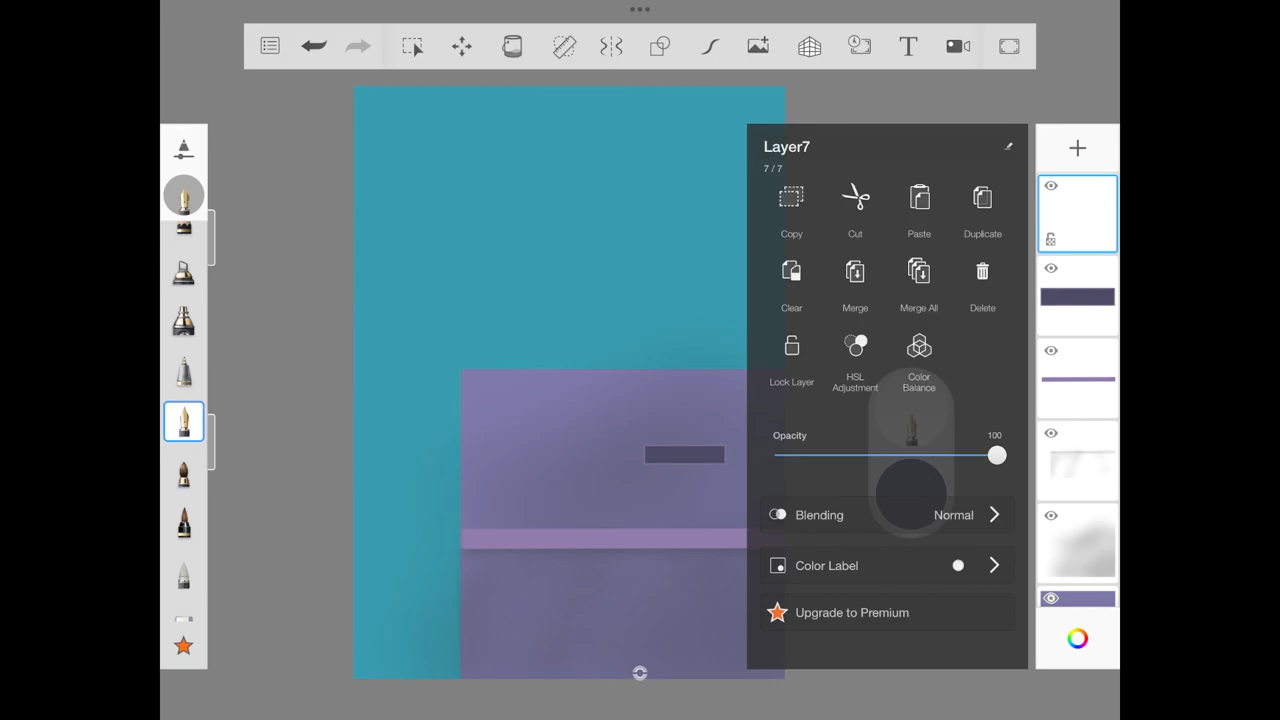 T
Layer7
7 / 7
Copy
Cut
Paste
Duplicate
Clear
Merge
Merge All
Delete
Lock Layer
HSL
Adjustment
Color
Balance
Opacity
100
Blending
Normal
Color Label
Upgrade to Premium